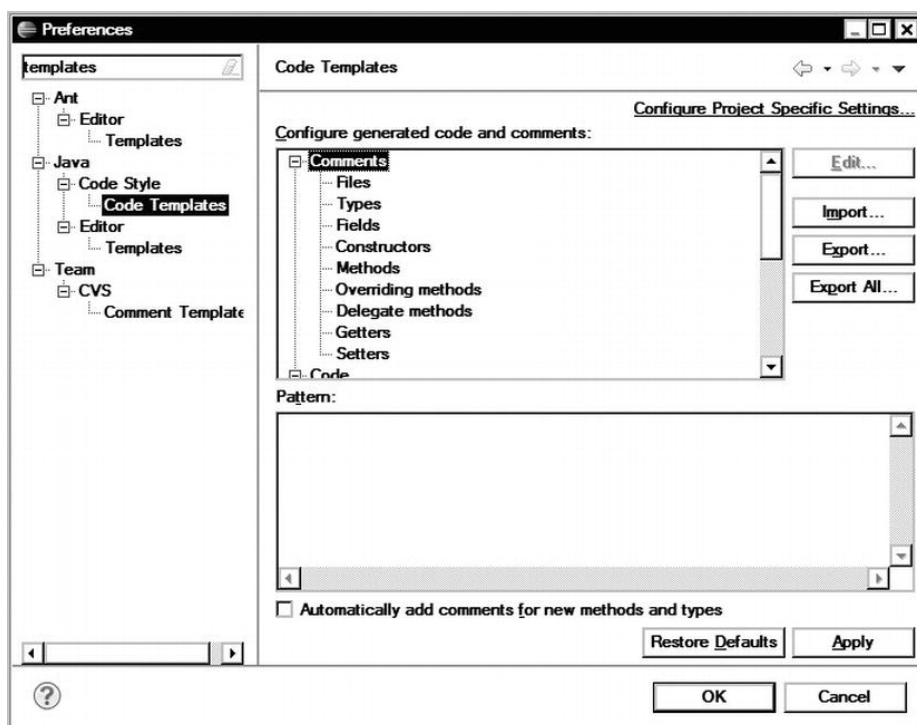 Preferences
templates
Ant
Editor
Templates
Java
Code Style
Code Templates
Editor
Templates
Team
CVS
Comment Template
Code Templates
Configure Project Specific Settings...
Configure generated code and comments:
Comments
Files
Types
Fields
Constructors
Methods
Overriding methods
Delegate methods
Getters
Setters
Code
Edit...
Import...
Export...
Export All...
Pattern:
Automatically add comments for new methods and types
Restore Defaults
Apply
?
OK
Cancel